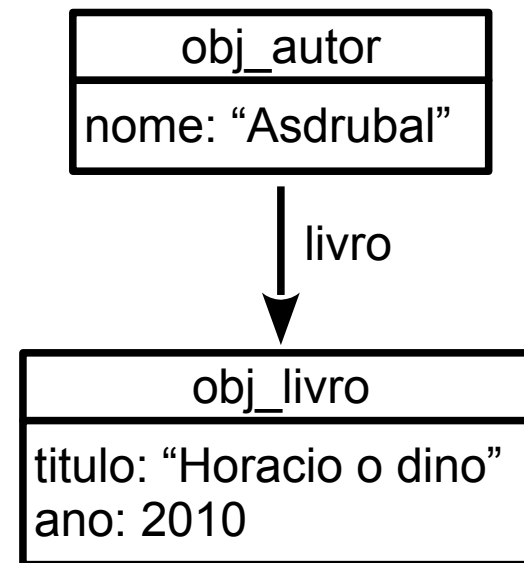 obj_autor
nome: “Asdrubal”
livro
obj_livro
titulo: “Horacio o dino”
ano: 2010